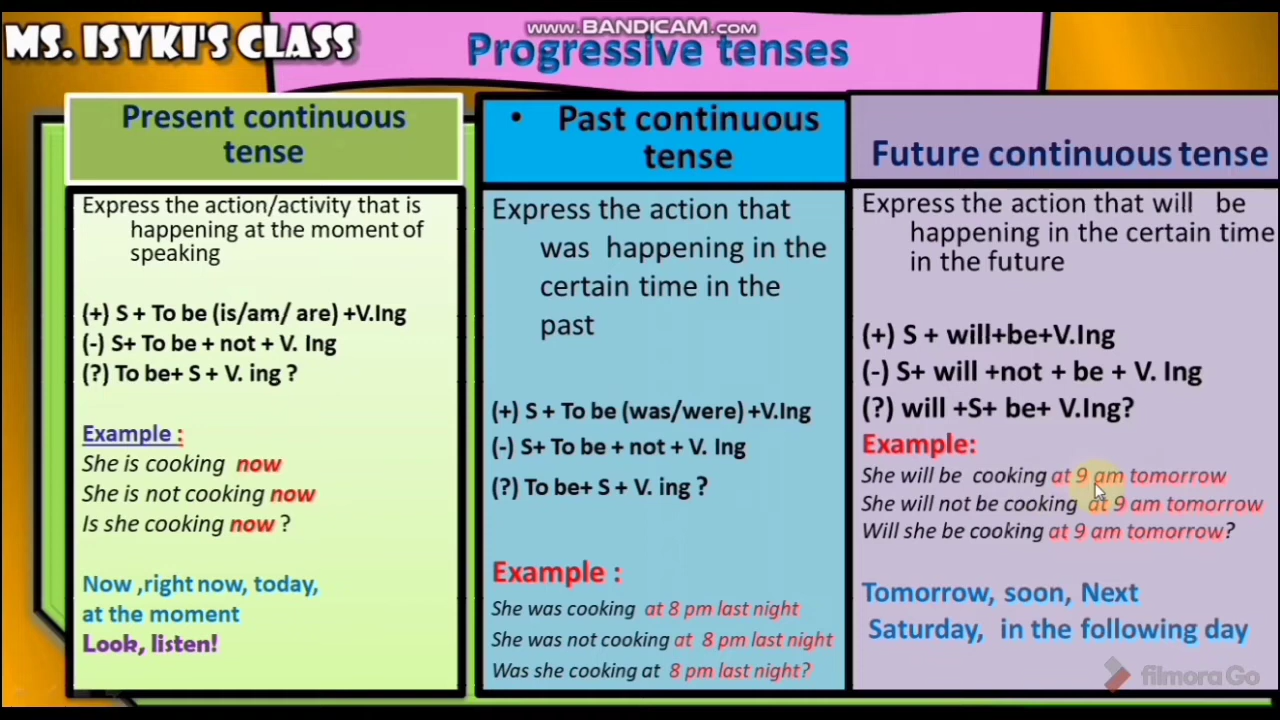 MS. ISYKI'S CLASS
www.BANDICAM.com
Progressive tenses
Present continuous
tense
Express the action/activity that is
happening at the moment of
speaking
(+) S + To be (is/am/ are) +V.Ing
(-) S+ To be + not + V. Ing
(?) To be+ S + V. ing ?
Example :
She is cooking now
She is not cooking now
Is she cooking now ?
Now ,right now, today,
at the moment
Look, listen!
• Past continuous
tense
Express the action that
was happening in the
certain time in the
past
(+) S + To be (was/were) +V.Ing
(-) S+ To be + not + V. Ing
(?) To be+ S + V. ing ?
Example :
She was cooking at 8 pm last night
She was not cooking at 8 pm last night
Was she cooking at 8 pm last night?
Future continuous tense
Express the action that will be
happening in the certain time
in the future
(+) S + will+be+V.Ing
(-) S+ will +not + be + V. Ing
(?) will +S+ be+ V.Ing?
Example:
She will be cooking at 9 am tomorrow
She will not be cooking at 9 am tomorrow
Will she be cooking at 9 am tomorrow?
Tomorrow, soon, Next
Saturday, in the following day
filmoraGo